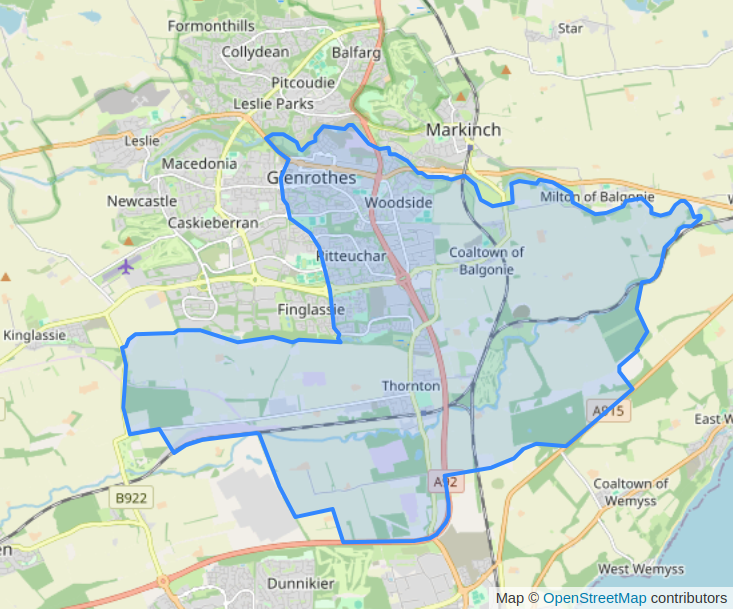 Formonthills
Star
Collydean
Balfarg
Pitcoudie
Leslie Parks
Markinch
Leslie
Macedonia
Glenrothes
Newcastle
Woodside
Milton of Balgonie
Caskieberran
Pitteuchar
Coaltown of
Balgonie
Finglassie
Kinglassie
Thornton
A915
East W
A92
Coaltown of
Wemyss
B922
en
West Wemyss
Dunnikier
Map © OpenStreetMap contributors